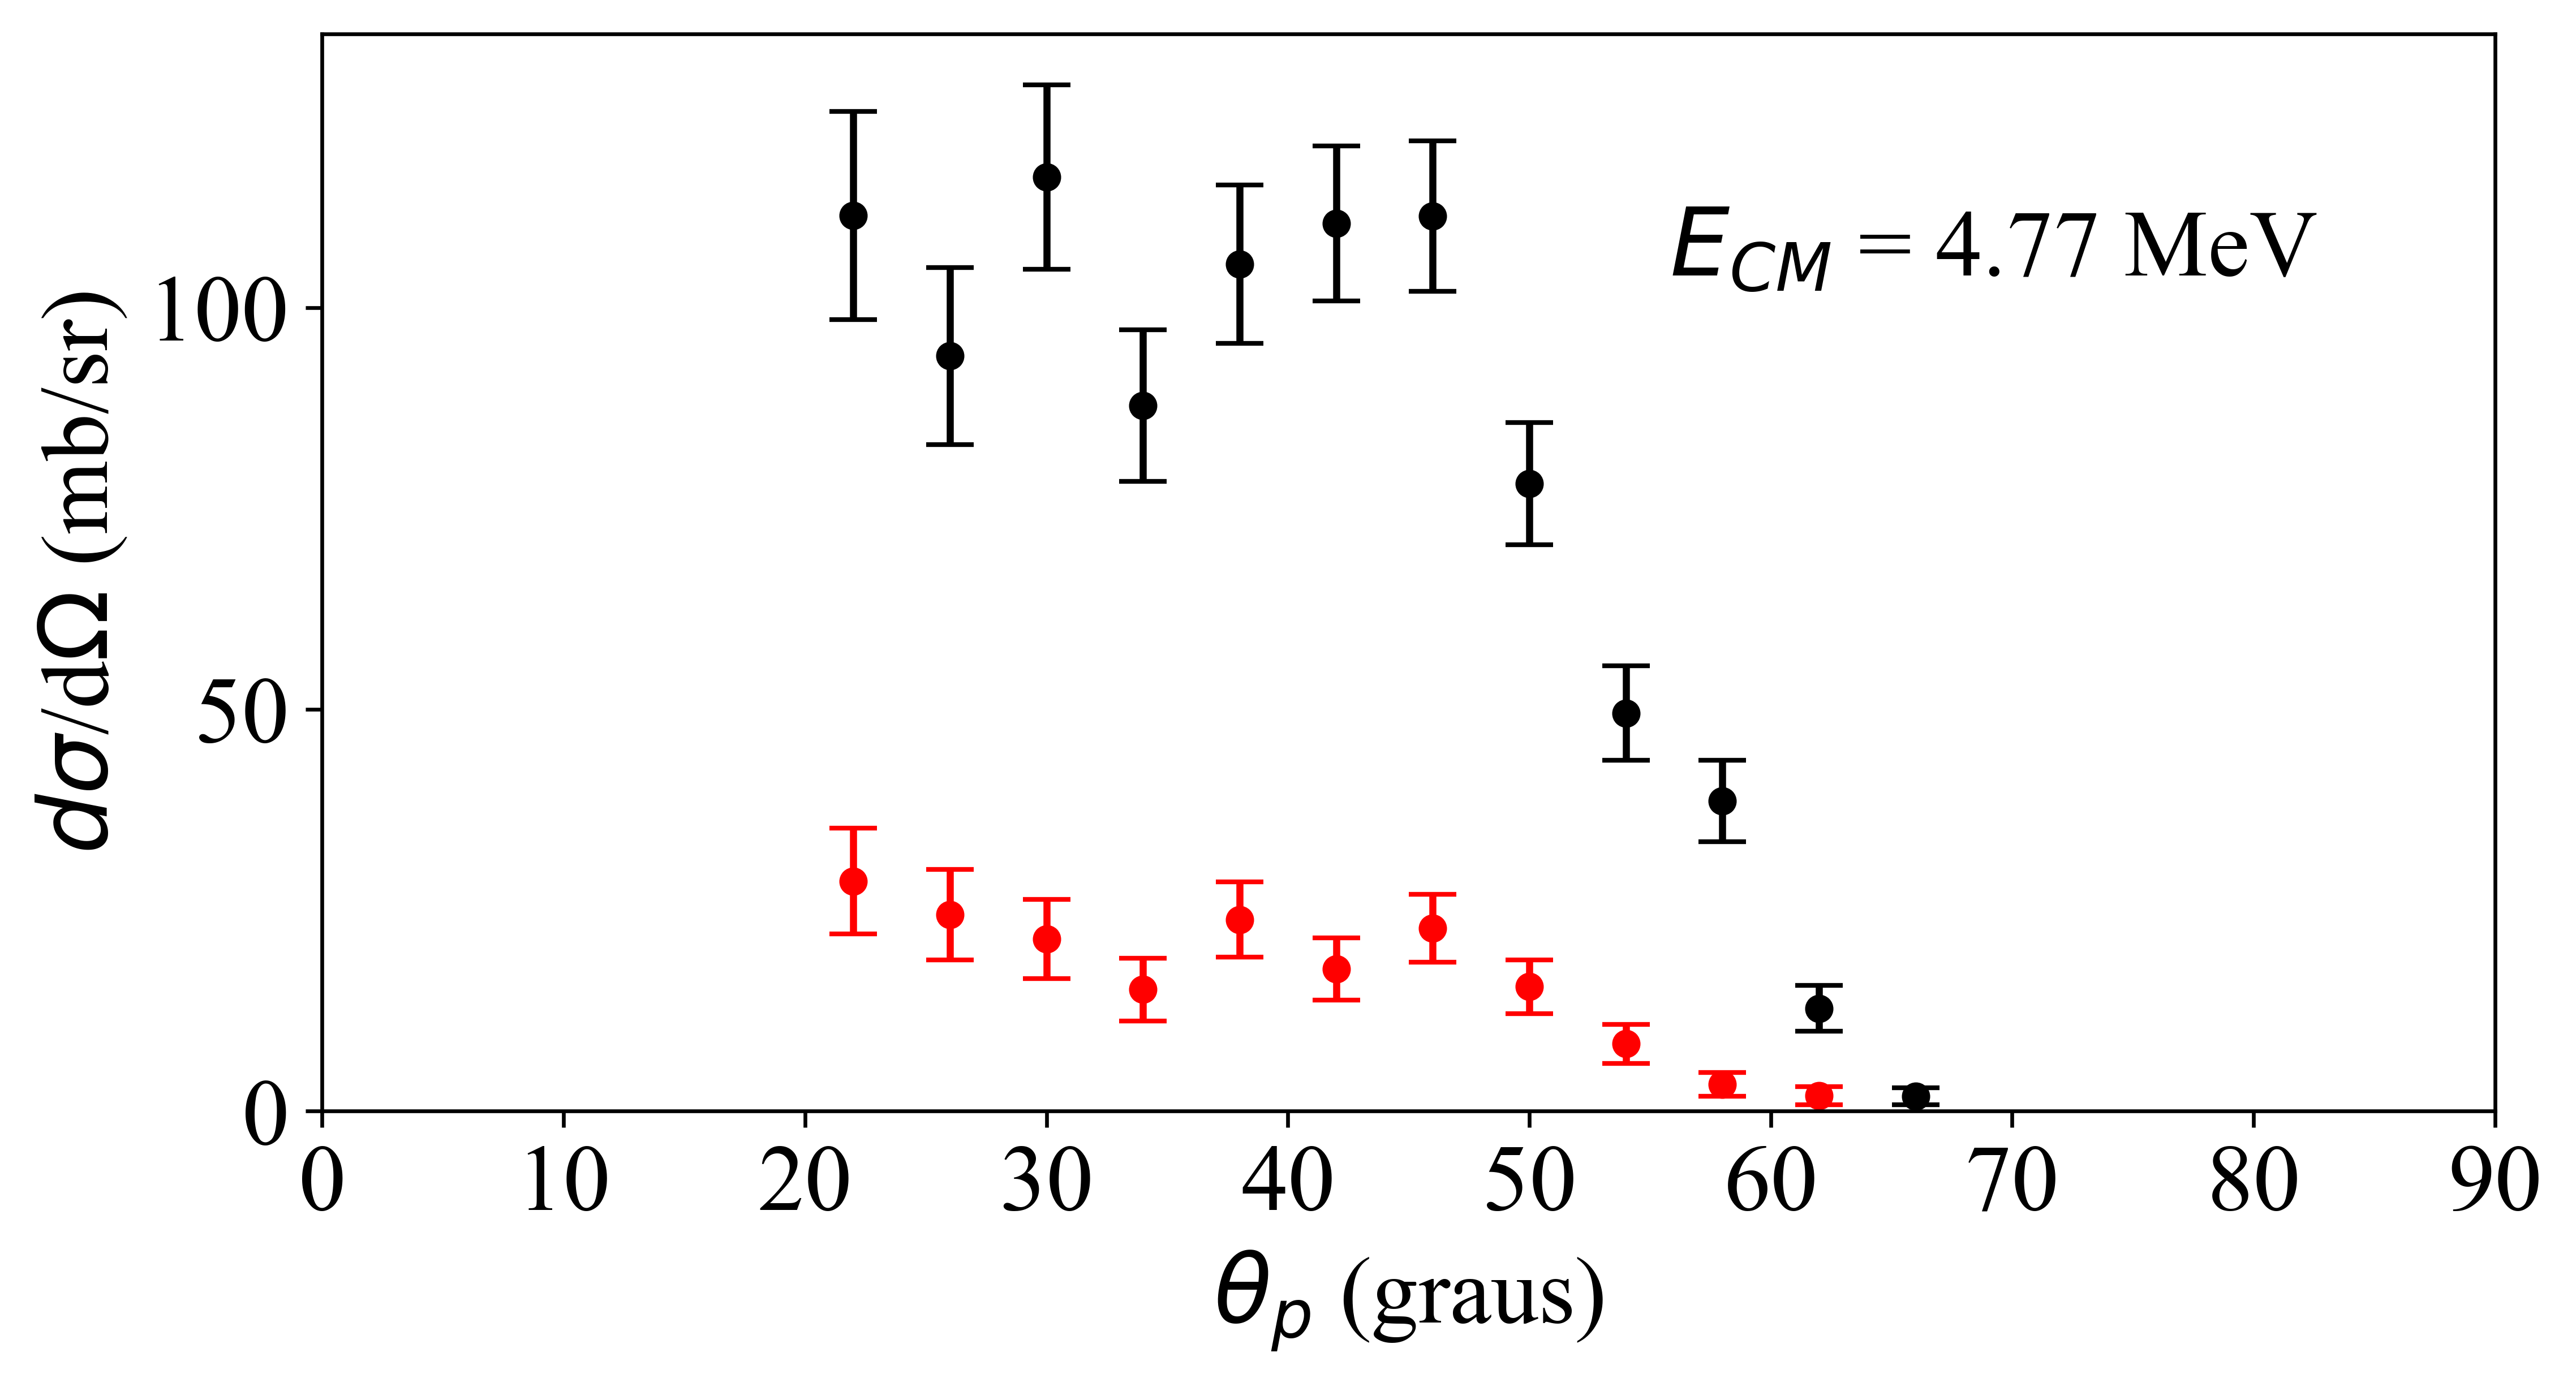 dσ/dΩ (mb/sr)
100
50
0
E_CM = 4.77 MeV
0 10 20 30 40 50 60 70 80 90
θ_p (graus)